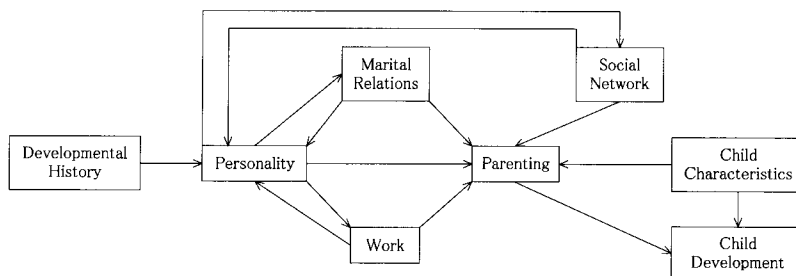 Marital
Relations
Social
Network
Developmental
History
Personality
Parenting
Child
Characteristics
Work
Child
Development